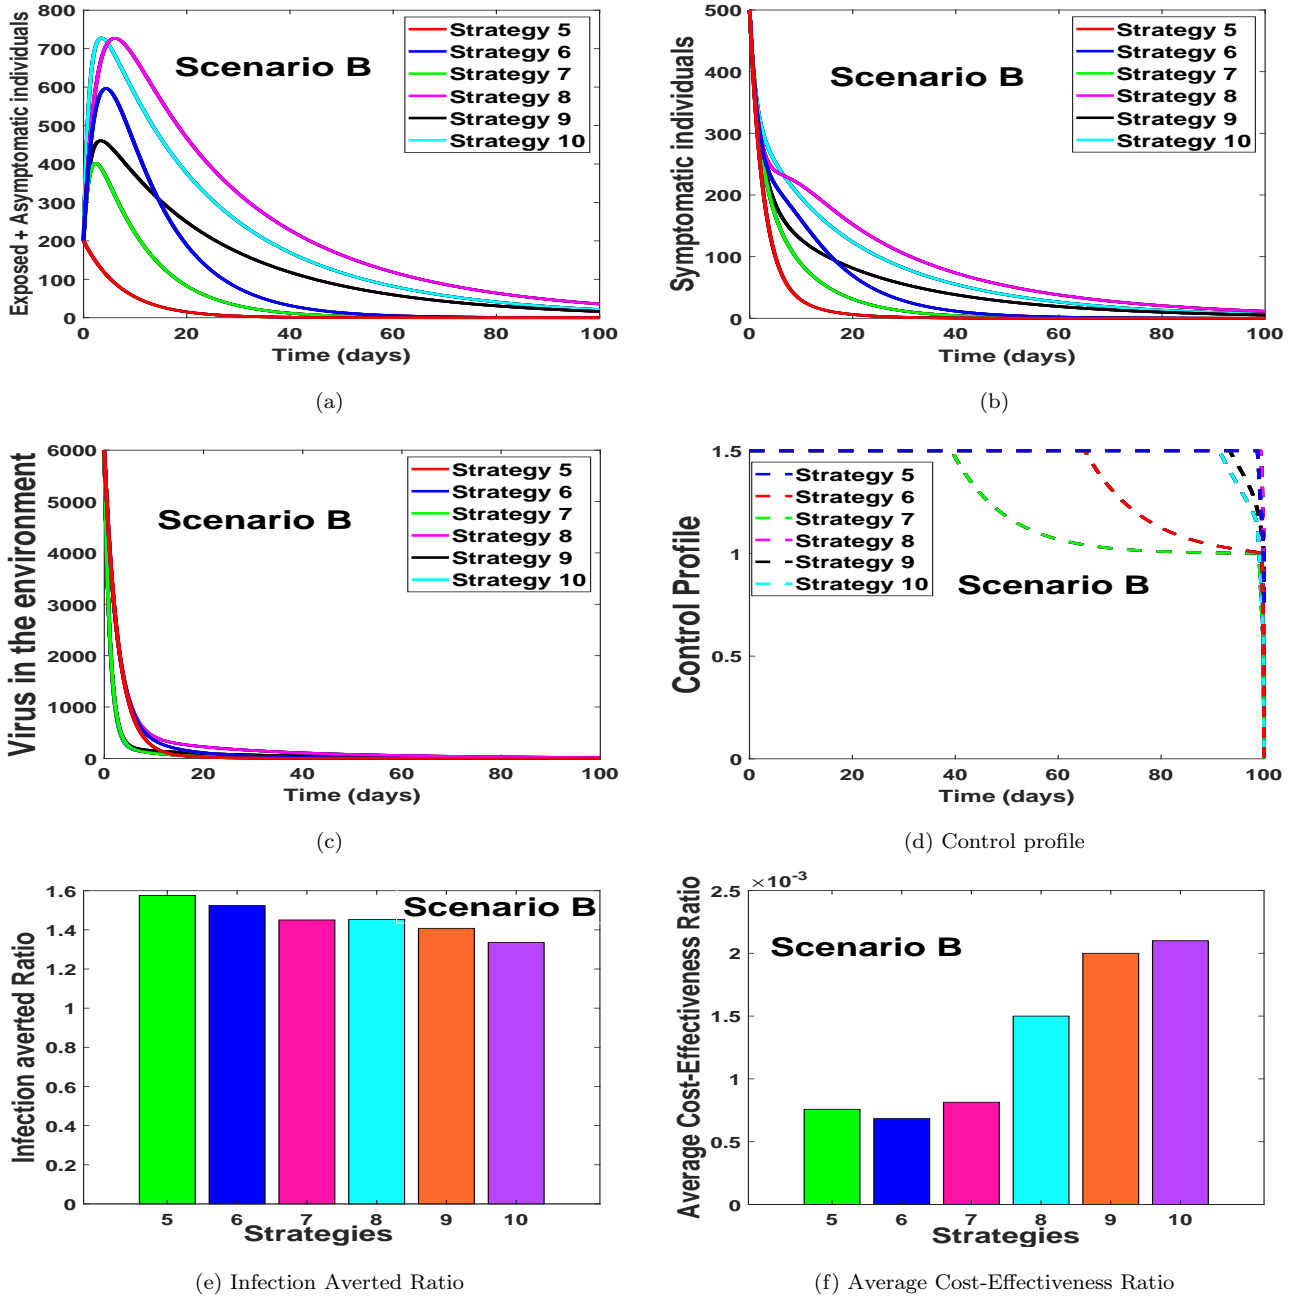 Exposed + Asymptomatic individuals
800
700
600
500
400
300
200
100
0
Scenario B
Strategy 5
Strategy 6
Strategy 7
Strategy 8
Strategy 9
Strategy 10
0 20 40 60 80 100
Time (days)
(a)
Symptomatic individuals
500
400
300
200
100
0
Scenario B
Strategy 5
Strategy 6
Strategy 7
Strategy 8
Strategy 9
Strategy 10
0 20 40 60 80 100
Time (days)
(b)
Virus in the environment
6000
5000
4000
3000
2000
1000
0
Scenario B
Strategy 5
Strategy 6
Strategy 7
Strategy 8
Strategy 9
Strategy 10
0 20 40 60 80 100
Time (days)
(c)
Control Profile
1.5
1
0.5
0
Strategy 5
Strategy 6
Strategy 7
Strategy 8
Strategy 9
Strategy 10
Scenario B
0 20 40 60 80 100
Time (days)
(d) Control profile
Infection averted Ratio
1.6
1.4
1.2
1
0.8
0.6
0.4
0.2
0
Scenario B
5 6 7 8 9 10
Strategies
(e) Infection Averted Ratio
Average Cost-Effectiveness Ratio
×10⁻³
2.5
2
1.5
1
0.5
0
Scenario B
5 6 7 8 9 10
Strategies
(f) Average Cost-Effectiveness Ratio